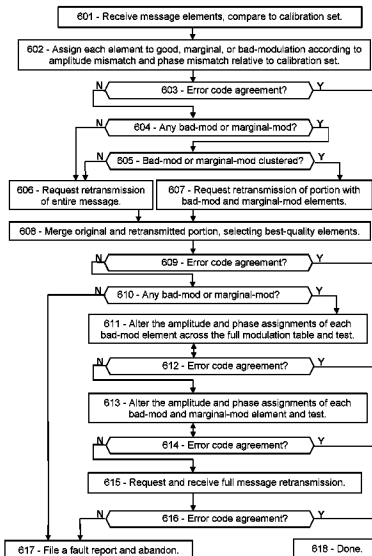 601 - Receive message elements, compare to calibration set.
602 - Assign each element to good, marginal, or bad-modulation according to
amplitude mismatch and phase mismatch relative to calibration set.
N 603 - Error code agreement? Y
N 604 - Any bad-mod or marginal-mod? Y
N 605 - Bad-mod or marginal-mod clustered? Y
606 - Request retransmission
of entire message.
607 - Request retransmission of portion with
bad-mod and marginal-mod elements.
608 - Merge original and retransmitted portion, selecting best-quality elements.
N 609 - Error code agreement? Y
N 610 - Any bad-mod or marginal-mod? Y
611 - Alter the amplitude and phase assignments of each
bad-mod element across the full modulation table and test.
N 612 - Error code agreement? Y
613 - Alter the amplitude and phase assignments of each
bad-mod and marginal-mod element and test.
N 614 - Error code agreement? Y
615 - Request and receive full message retransmission.
N 616 - Error code agreement? Y
617 - File a fault report and abandon.
618 - Done.